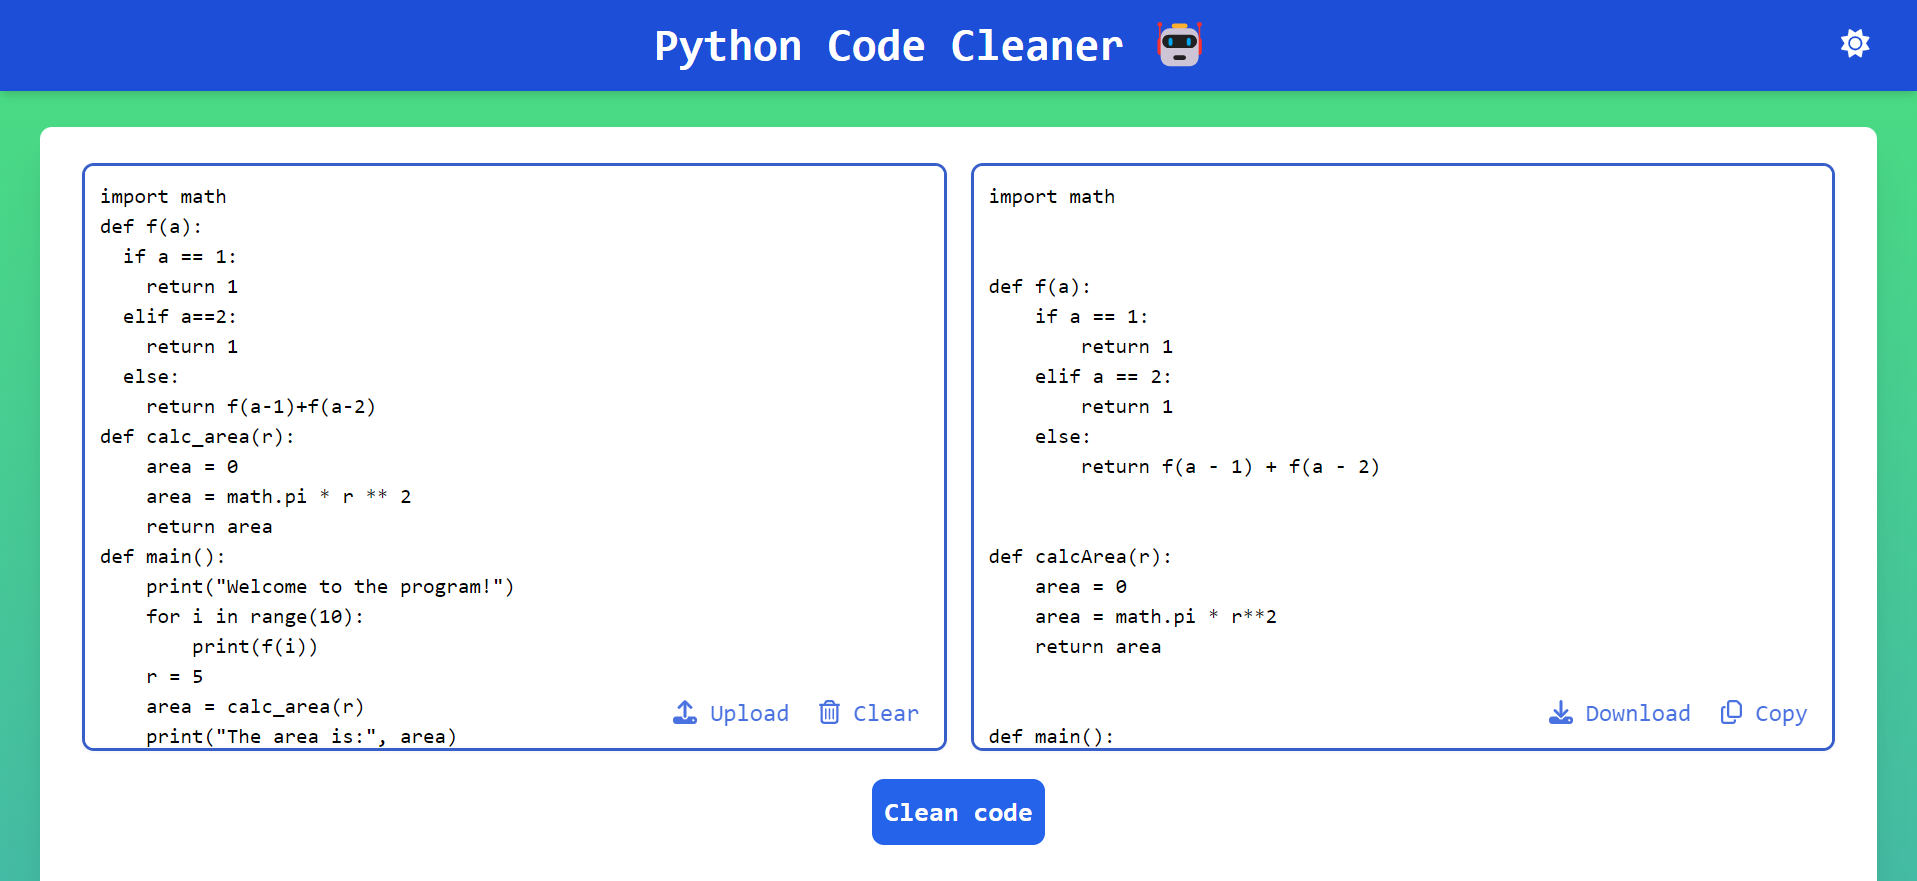 Python Code Cleaner
import math
def f(a):
  if a == 1:
    return 1
  elif a==2:
    return 1
  else:
    return f(a-1)+f(a-2)
def calc_area(r):
    area = 0
    area = math.pi * r ** 2
    return area
def main():
    print("Welcome to the program!")
    for i in range(10):
        print(f(i))
    r = 5
    area = calc_area(r)
    print("The area is:", area)
Upload Clear
import math
def f(a):
    if a == 1:
        return 1
    elif a == 2:
        return 1
    else:
        return f(a - 1) + f(a - 2)
def calcArea(r):
    area = 0
    area = math.pi * r**2
    return area
def main():
Download Copy
Clean code